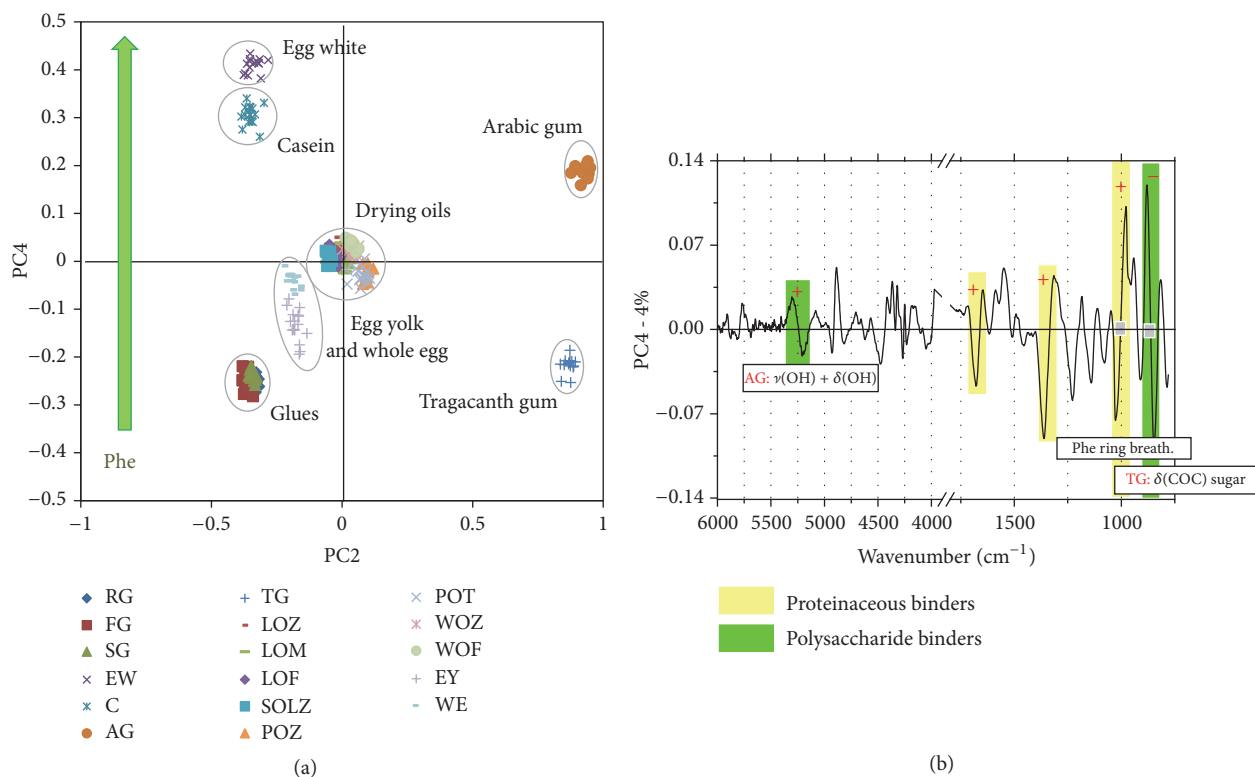 0.5
0.4
0.3
0.2
0.1
0
−0.1
−0.2
−0.3
−0.4
−0.5
PC4
−1
−0.5
0
0.5
1
PC2
Egg white
Casein
Arabic gum
Drying oils
Egg yolk
and whole egg
Glues
Tragacanth gum
Phe
RG
FG
SG
EW
C
AG
TG
LOZ
LOM
LOF
SOLZ
POZ
POT
WOZ
WOF
EY
WE
(a)
0.14
0.07
0.00
−0.07
−0.14
PC4 - 4%
+
+
+
+
−
AG: ν(OH) + δ(OH)
Phe ring breath.
TG: δ(COC) sugar
6000 5500 5000 4500 4000 1500 1000
Wavenumber (cm⁻¹)
Proteinaceous binders
Polysaccharide binders
(b)